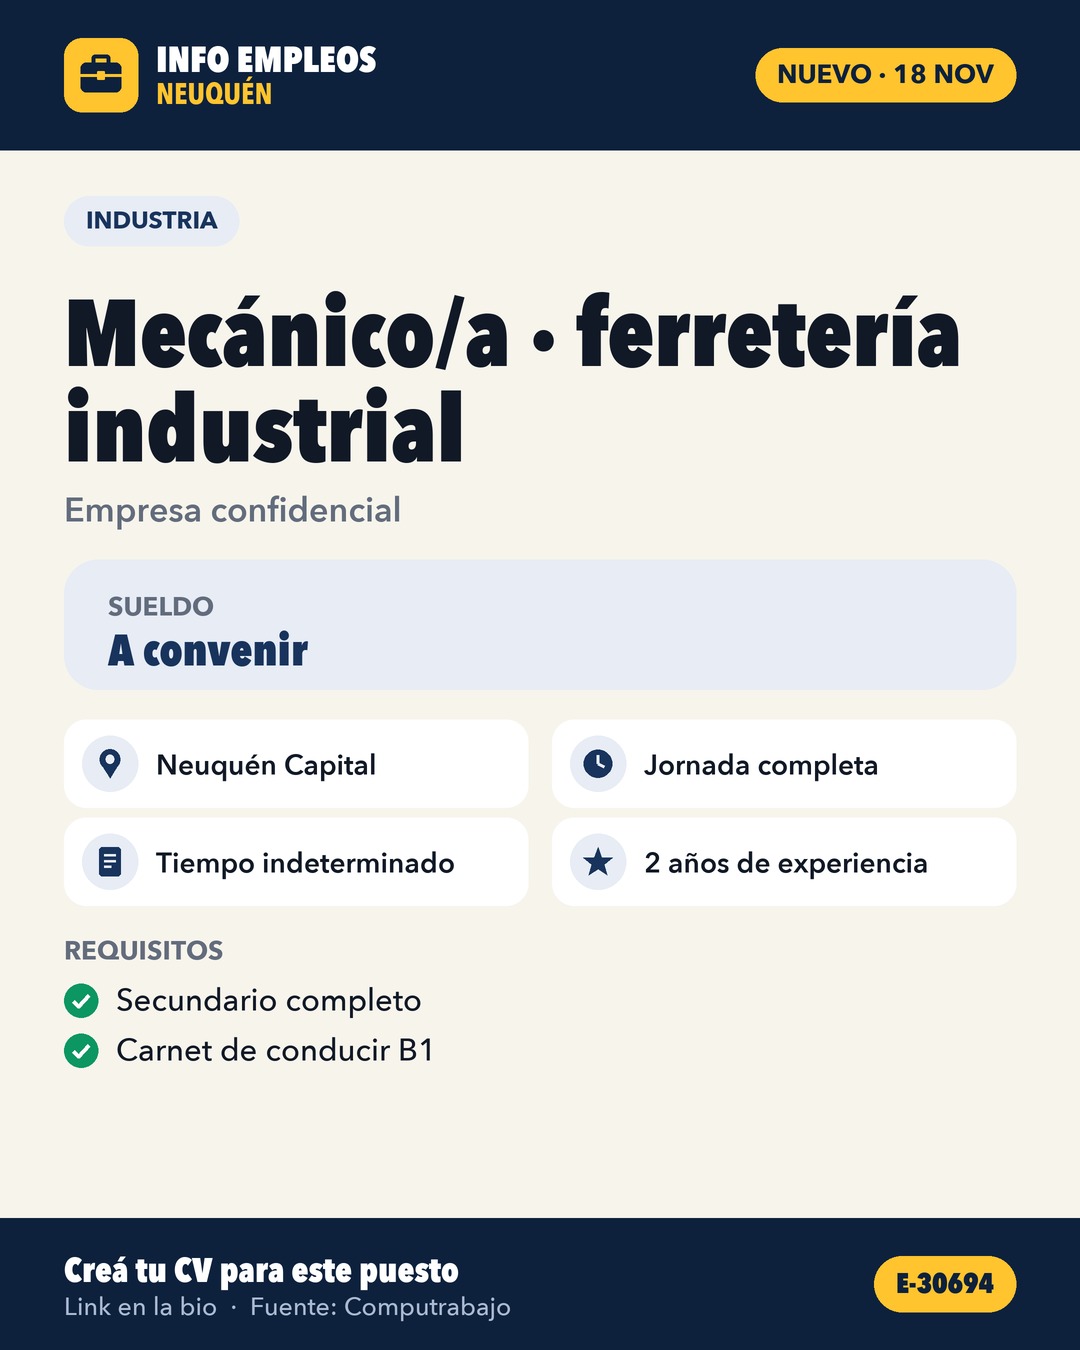 INFO EMPLEOS
NEUQUÉN
NUEVO · 18 NOV
INDUSTRIA
Mecánico/a · ferretería
industrial
Empresa confidencial
SUELDO
A convenir
Neuquén Capital
Jornada completa
Tiempo indeterminado
2 años de experiencia
REQUISITOS
Secundario completo
Carnet de conducir B1
Creá tu CV para este puesto
Link en la bio · Fuente: Computrabajo
E-30694